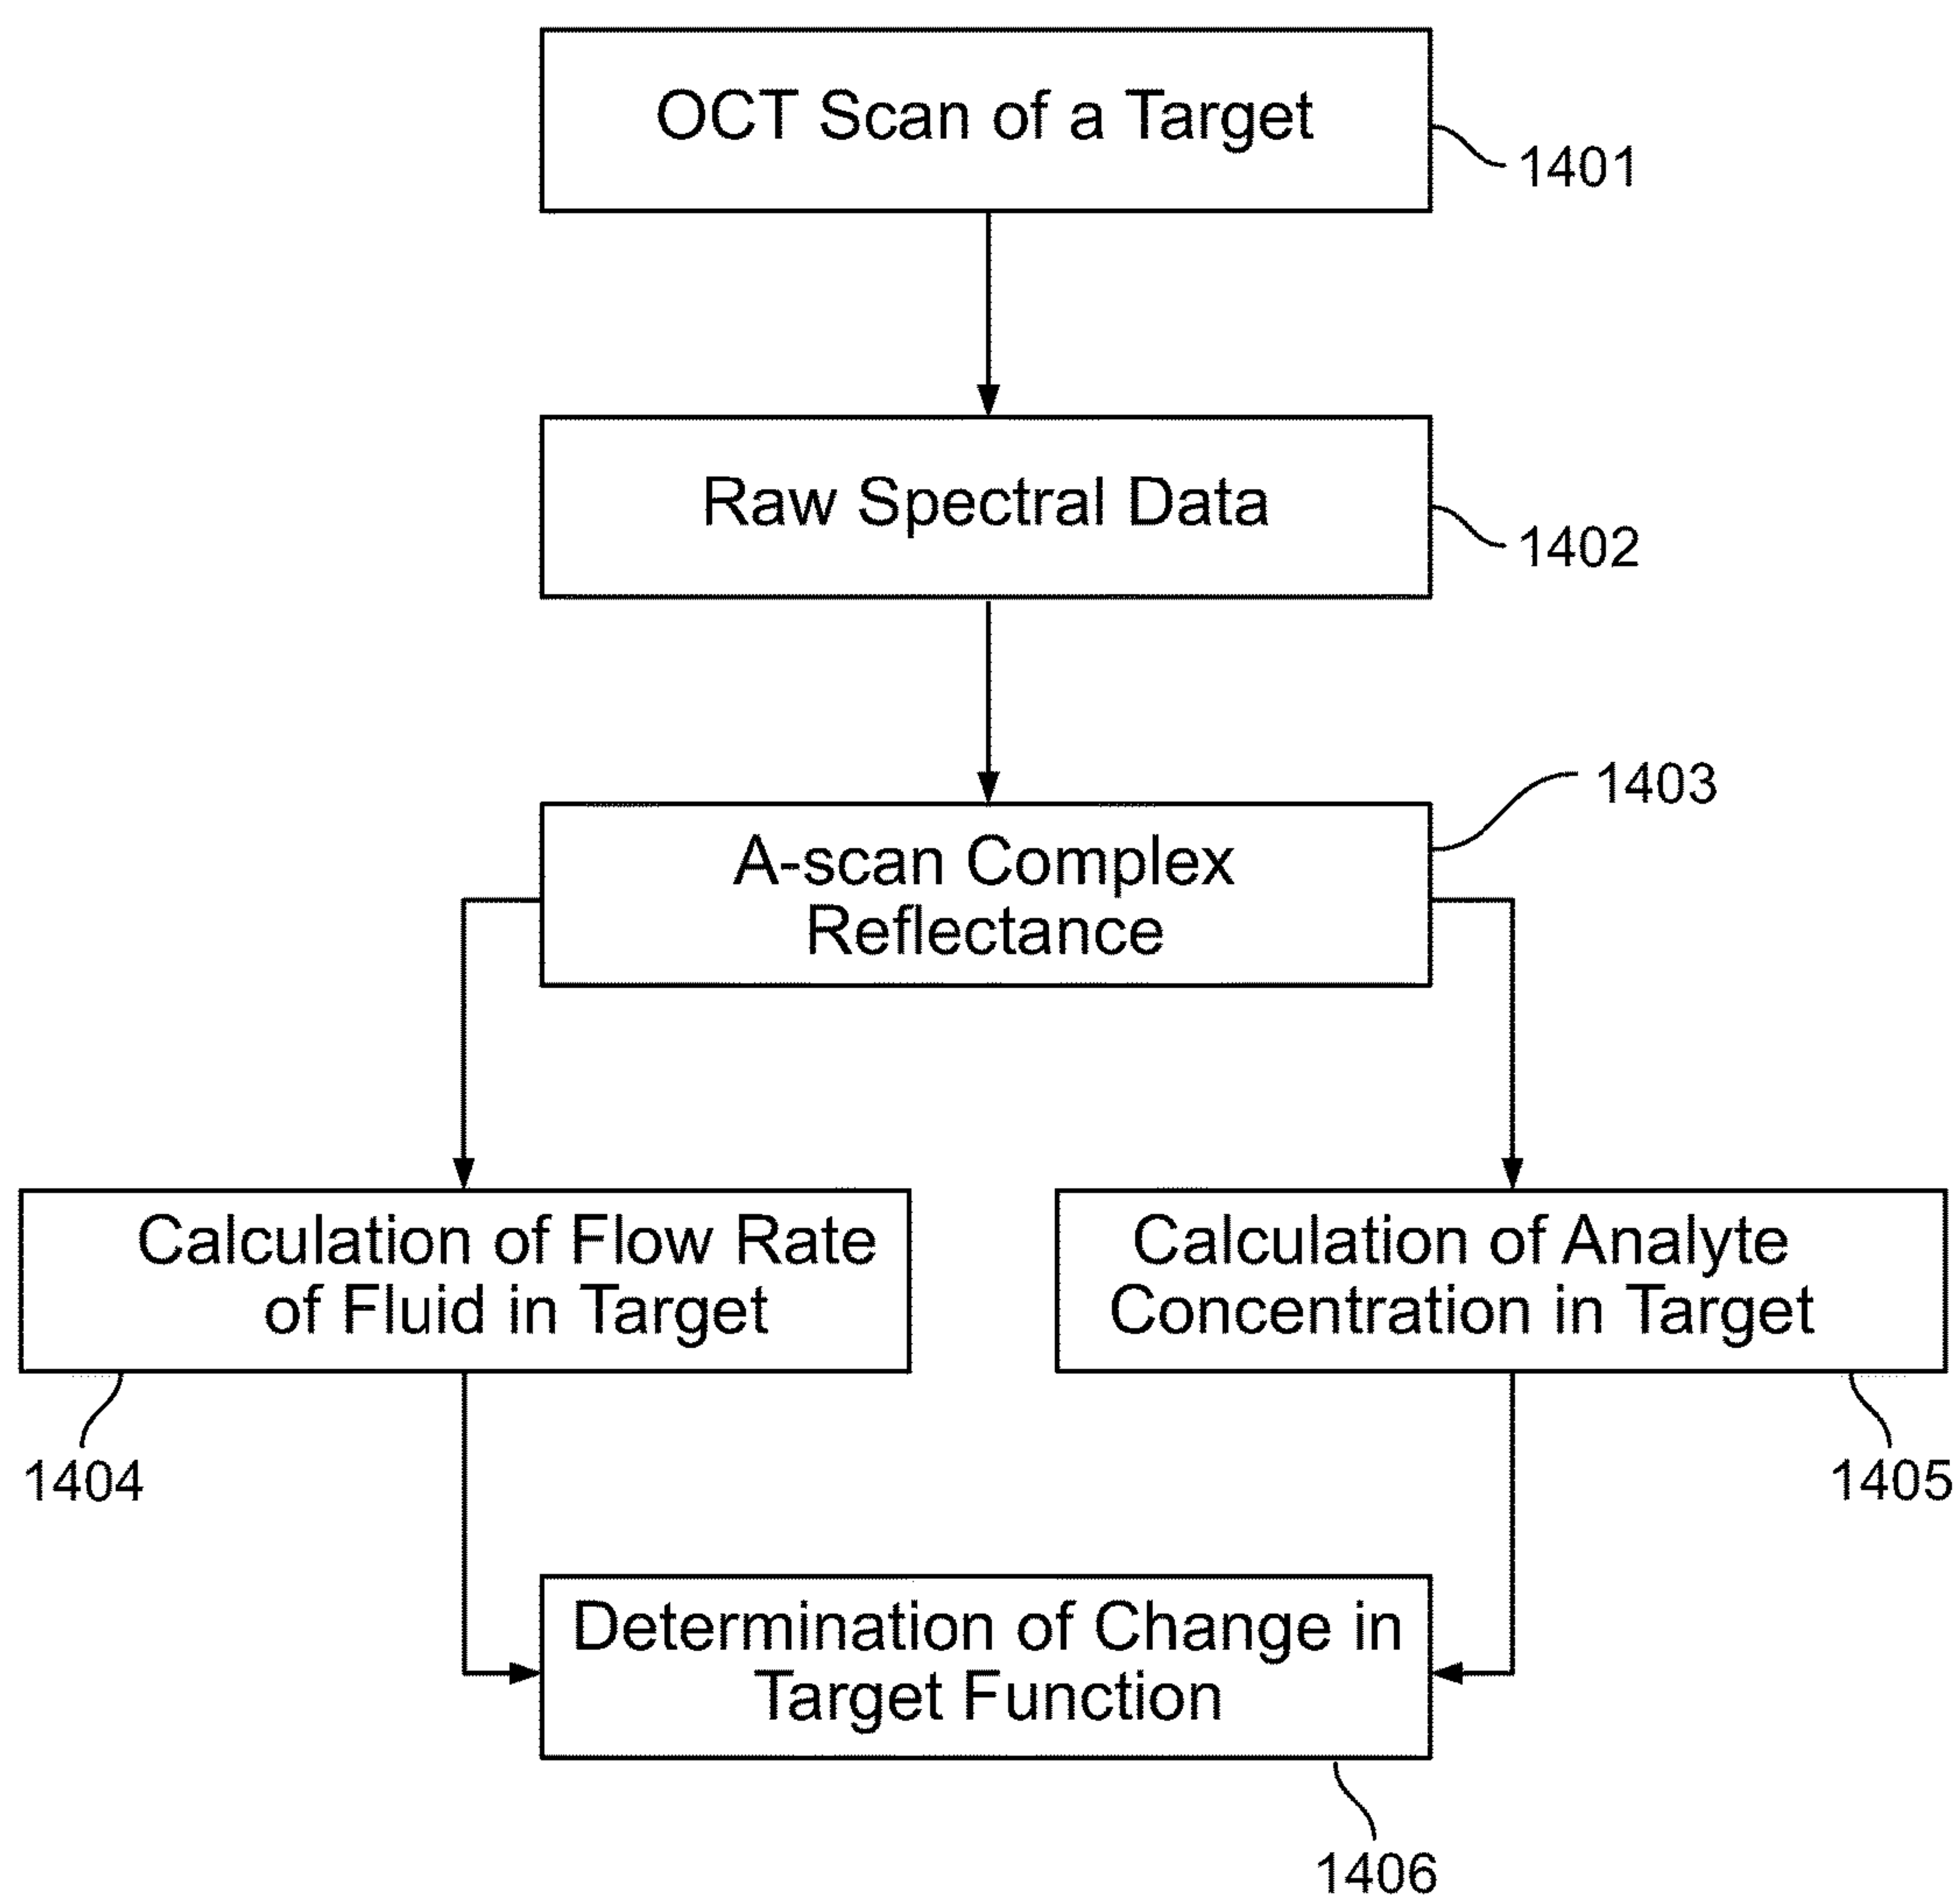 OCT Scan of a Target
1401
Raw Spectral Data
1402
1403
A-scan Complex
Reflectance
Calculation of Flow Rate
of Fluid in Target
1404
Calculation of Analyte
Concentration in Target
1405
Determination of Change in
Target Function
1406